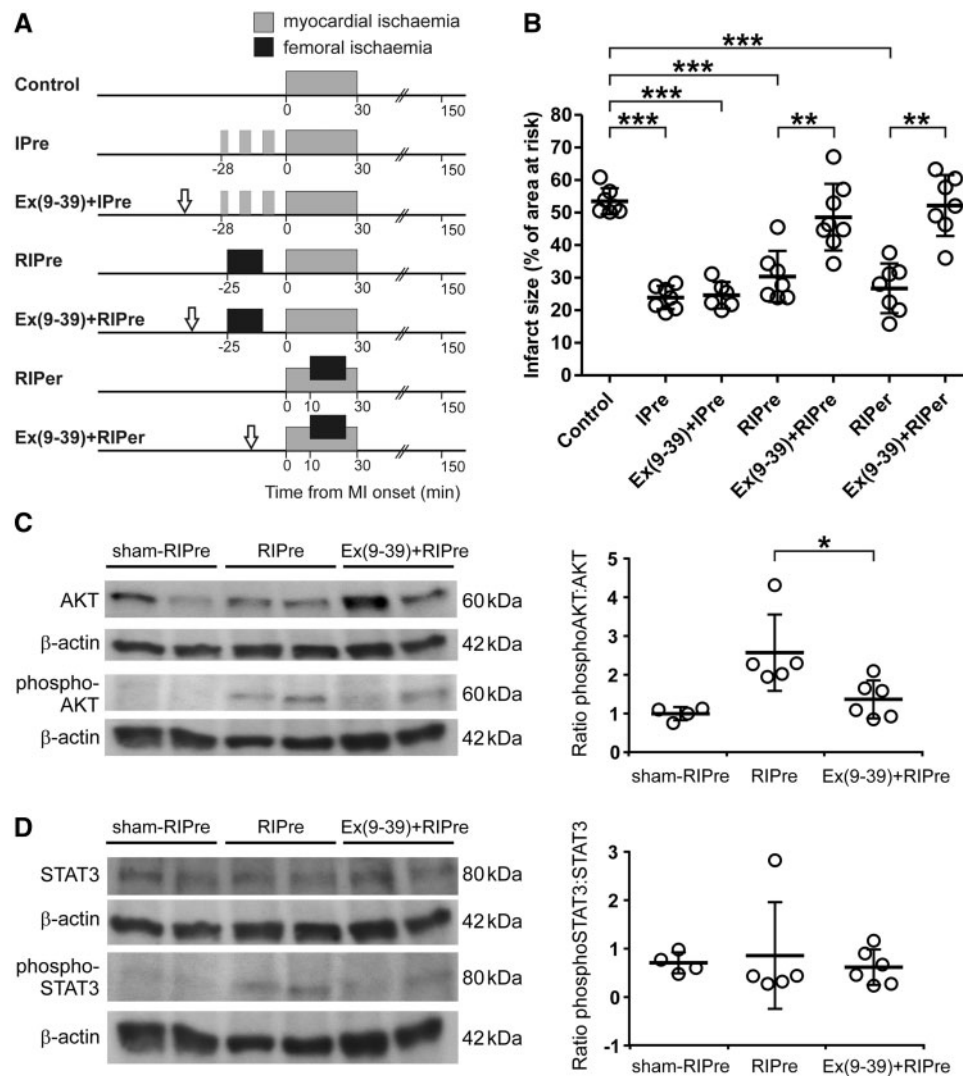 A
myocardial ischaemia
femoral ischaemia
Control
0 30 150
IPre
-28 0 30 150
Ex(9-39)+IPre
-28 0 30 150
RIPre
-25 0 30 150
Ex(9-39)+RIPre
-25 0 30 150
RIPer
0 10 30 150
Ex(9-39)+RIPer
0 10 30 150
Time from MI onset (min)
B
***
***
***
***
**
**
Infarct size (% of area at risk)
80
70
60
50
40
30
20
10
0
Control
IPre
Ex(9-39)+IPre
RIPre
Ex(9-39)+RIPre
RIPer
Ex(9-39)+RIPer
C
sham-RIPre RIPre Ex(9-39)+RIPre
AKT 60 kDa
β-actin 42 kDa
phospho-
AKT 60 kDa
β-actin 42 kDa
*
Ratio phosphoAKT:AKT
5
4
3
2
1
0
sham-RIPre RIPre Ex(9-39)+RIPre
D
sham-RIPre RIPre Ex(9-39)+RIPre
STAT3 80 kDa
β-actin 42 kDa
phospho-
STAT3 80 kDa
β-actin 42 kDa
Ratio phosphoSTAT3:STAT3
3
2
1
0
-1
sham-RIPre RIPre Ex(9-39)+RIPre